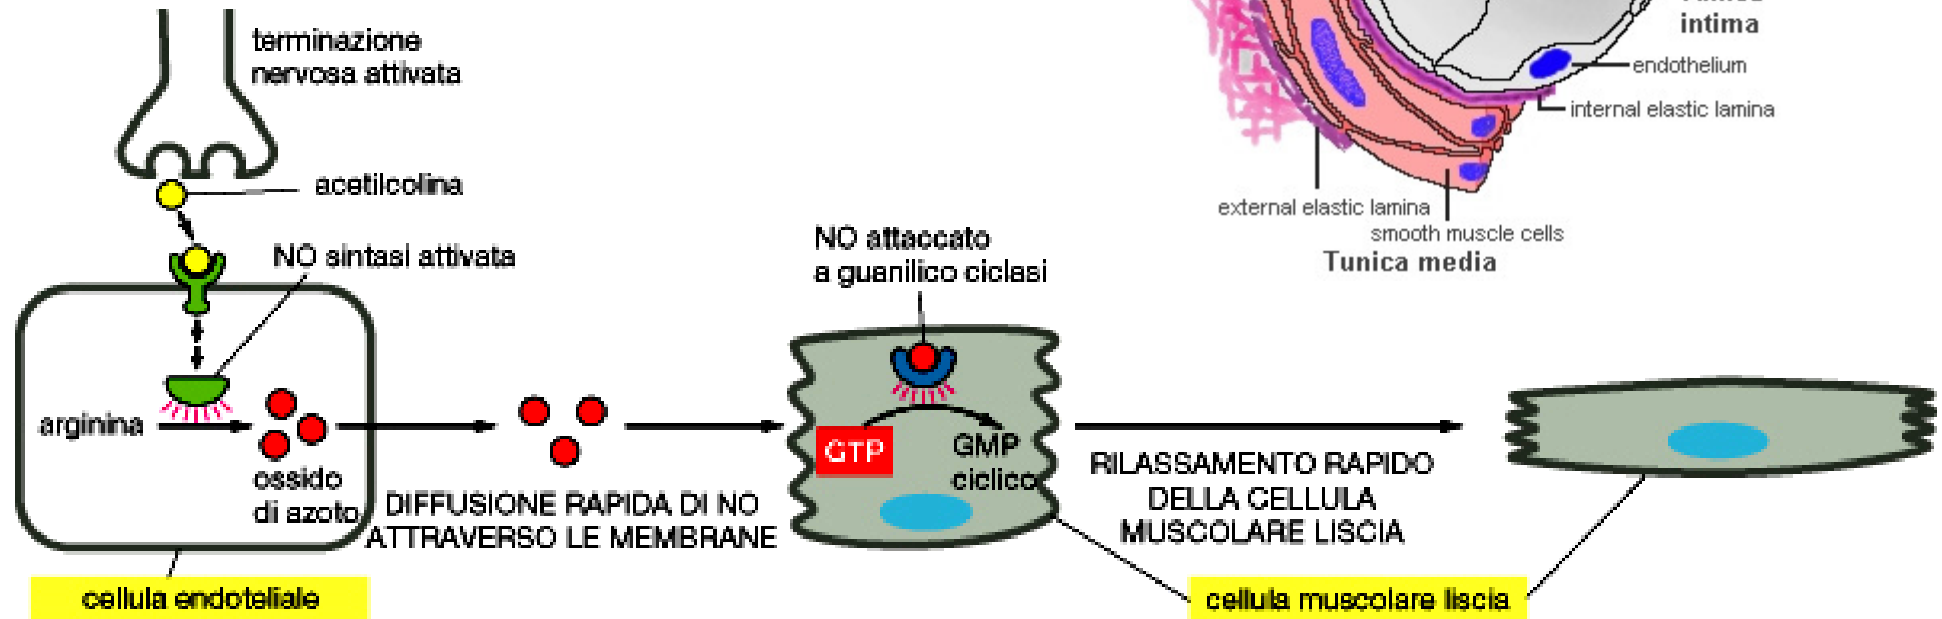 terminazione
nervosa attivata
acetilcolina
NO sintasi attivata
arginina
ossido
di azoto
cellula endoteliale
DIFFUSIONE RAPIDA DI NO
ATTRAVERSO LE MEMBRANE
NO attaccato
a guanilico ciclasi
GTP
GMP
ciclico
RILASSAMENTO RAPIDO
DELLA CELLULA
MUSCOLARE LISCIA
cellula muscolare liscia
intima
endothelium
internal elastic lamina
external elastic lamina
smooth muscle cells
Tunica media